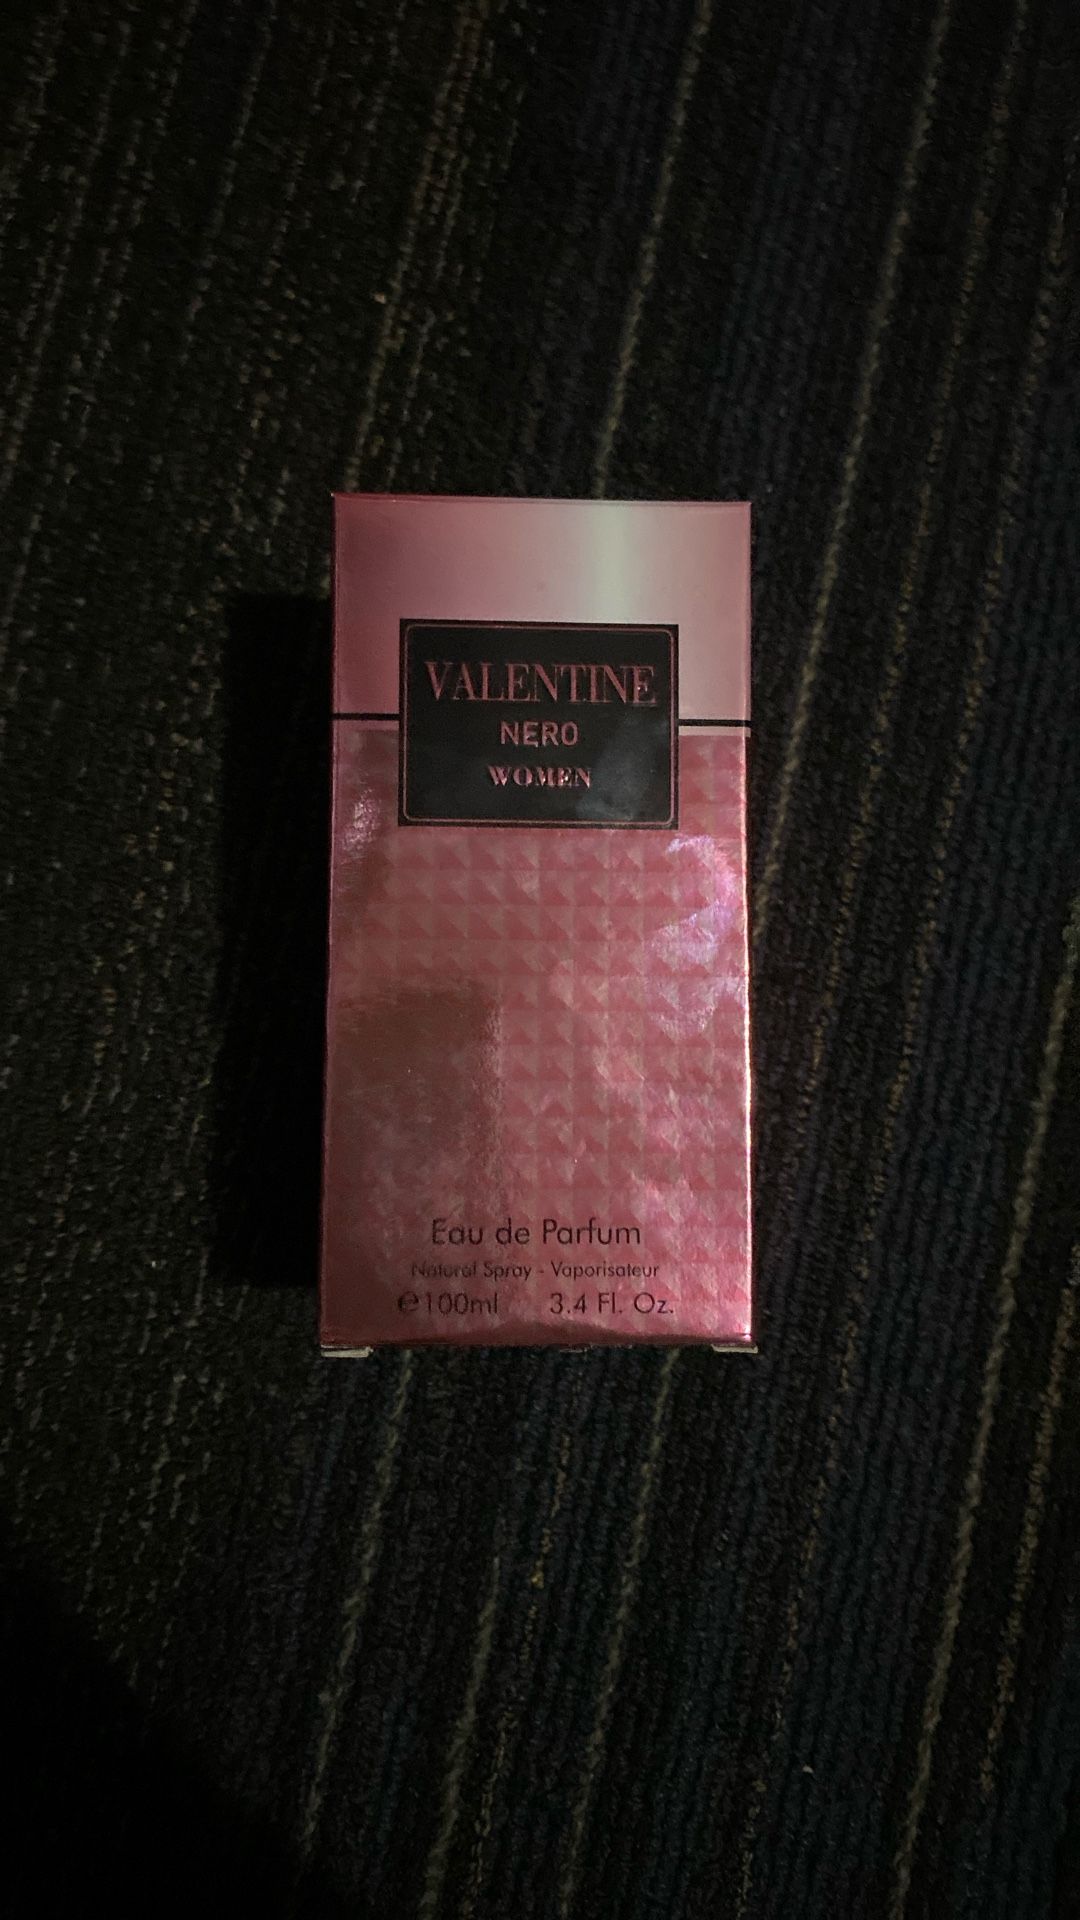 VALENTINE
NERO
WOMEN
Eau de Parfum
Natural Spray - Vaporisateur
℮100ml 3.4 Fl. Oz.